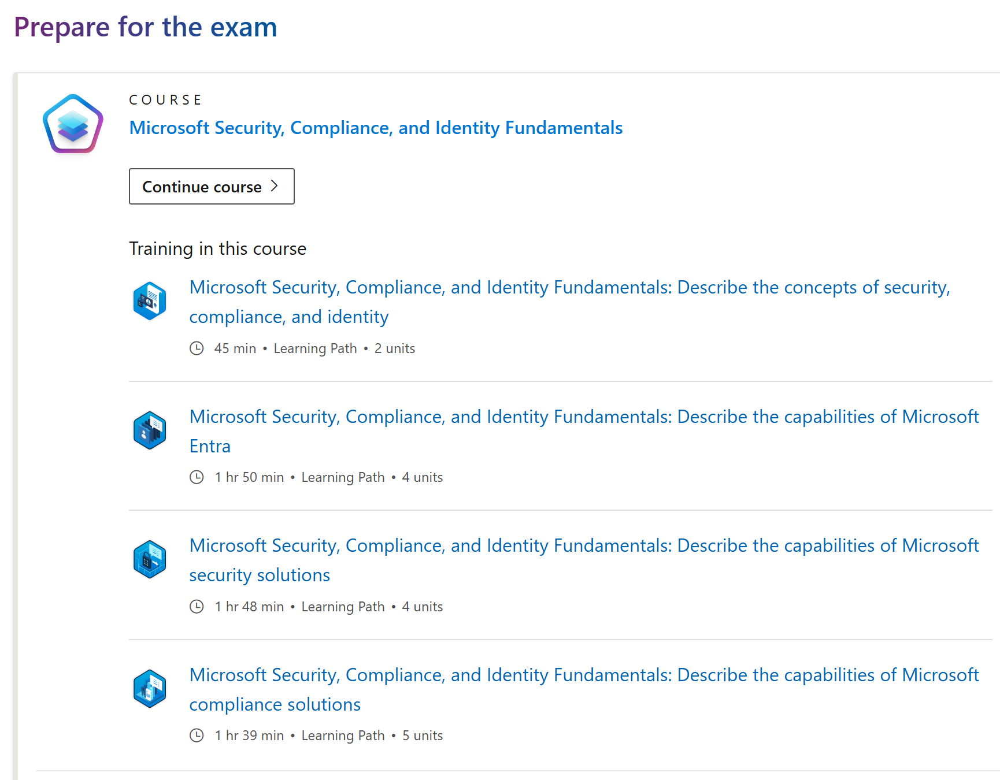 Prepare for the exam
COURSE
Microsoft Security, Compliance, and Identity Fundamentals
Continue course
Training in this course
Microsoft Security, Compliance, and Identity Fundamentals: Describe the concepts of security,
compliance, and identity
45 min • Learning Path • 2 units
Microsoft Security, Compliance, and Identity Fundamentals: Describe the capabilities of Microsoft
Entra
1 hr 50 min • Learning Path • 4 units
Microsoft Security, Compliance, and Identity Fundamentals: Describe the capabilities of Microsoft
security solutions
1 hr 48 min • Learning Path • 4 units
Microsoft Security, Compliance, and Identity Fundamentals: Describe the capabilities of Microsoft
compliance solutions
1 hr 39 min • Learning Path • 5 units